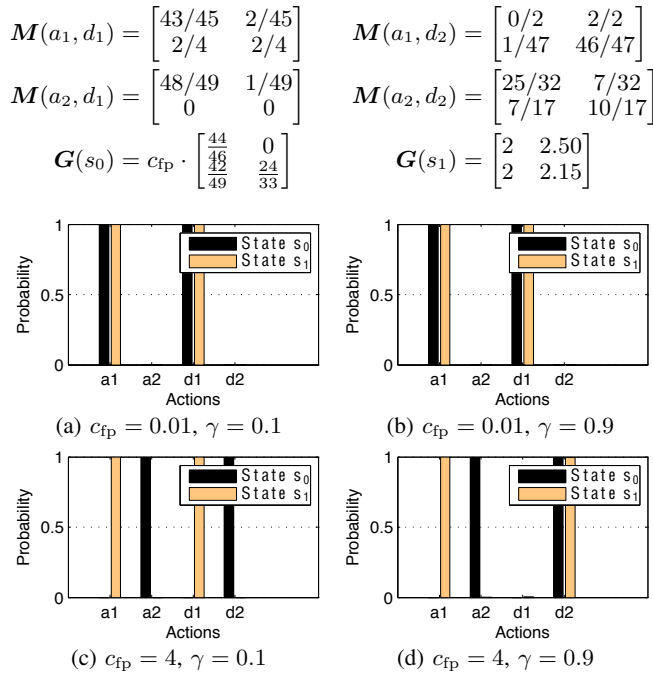 M(a₁, d₁) = [43/45 2/45; 2/4 2/4]
M(a₁, d₂) = [0/2 2/2; 1/47 46/47]
M(a₂, d₁) = [48/49 1/49; 0 0]
M(a₂, d₂) = [25/32 7/32; 7/17 10/17]
G(s₀) = c_fp · [44/46 0; 42/49 24/33]
G(s₁) = [2 2.50; 2 2.15]
1
0.5
0
Probability
State s₀
State s₁
a1 a2 d1 d2
Actions
(a) c_fp = 0.01, γ = 0.1
1
0.5
0
Probability
State s₀
State s₁
a1 a2 d1 d2
Actions
(b) c_fp = 0.01, γ = 0.9
1
0.5
0
Probability
State s₀
State s₁
a1 a2 d1 d2
Actions
(c) c_fp = 4, γ = 0.1
1
0.5
0
Probability
State s₀
State s₁
a1 a2 d1 d2
Actions
(d) c_fp = 4, γ = 0.9